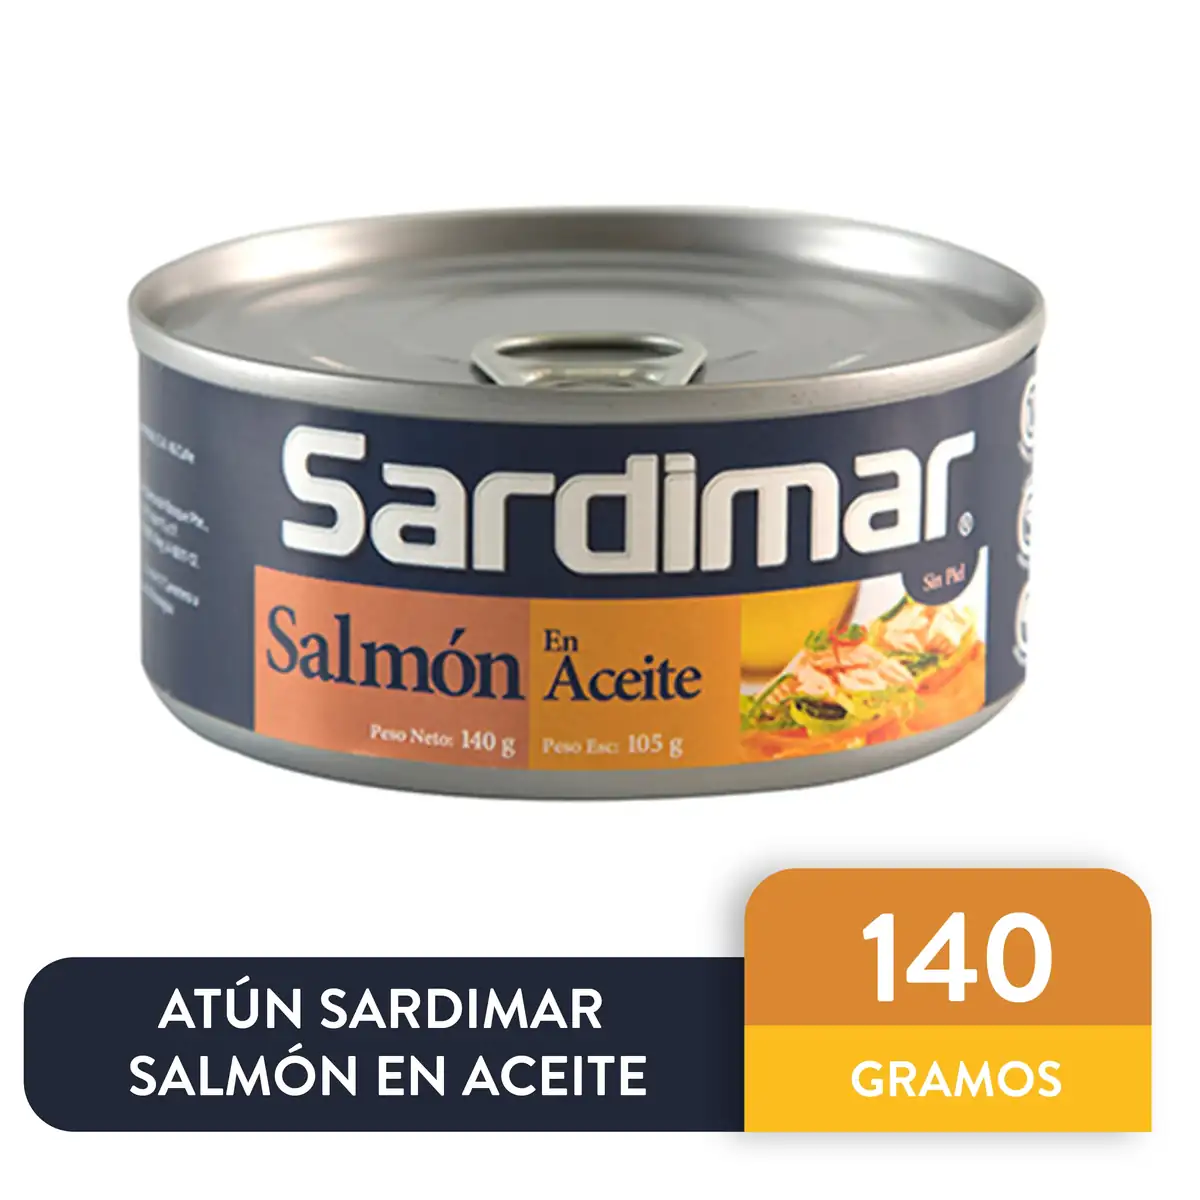 Sardimar®
Sin Piel
Salmón
En
Aceite
Peso Neto: 140 g
Peso Esc: 105 g
ATÚN SARDIMAR
SALMÓN EN ACEITE
140
GRAMOS